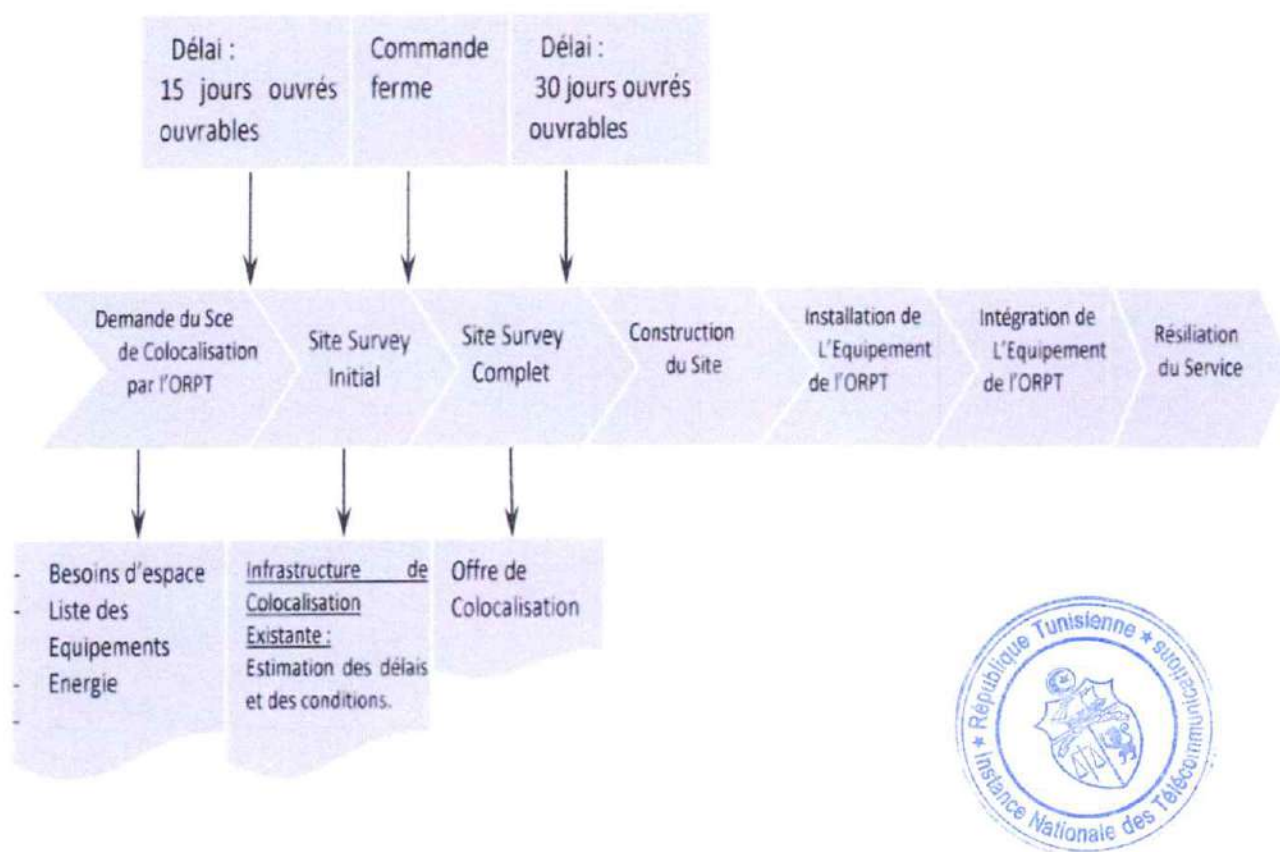 Délai :
15 jours ouvrés
ouvrables
Commande
ferme
Délai :
30 jours ouvrés
ouvrables
Demande du Sce
de Colocalisation
par l'ORPT
Site Survey
Initial
Site Survey
Complet
Construction
du Site
Installation de
L'Equipement
de l'ORPT
Intégration de
L'Equipement
de l'ORPT
Résiliation
du Service
- Besoins d'espace
- Liste des
Equipements
- Energie
-
Infrastructure de
Colocalisation
Existante :
Estimation des délais
et des conditions.
Offre de
Colocalisation
★ République Tunisienne ★
Instance Nationale des Télécommunications